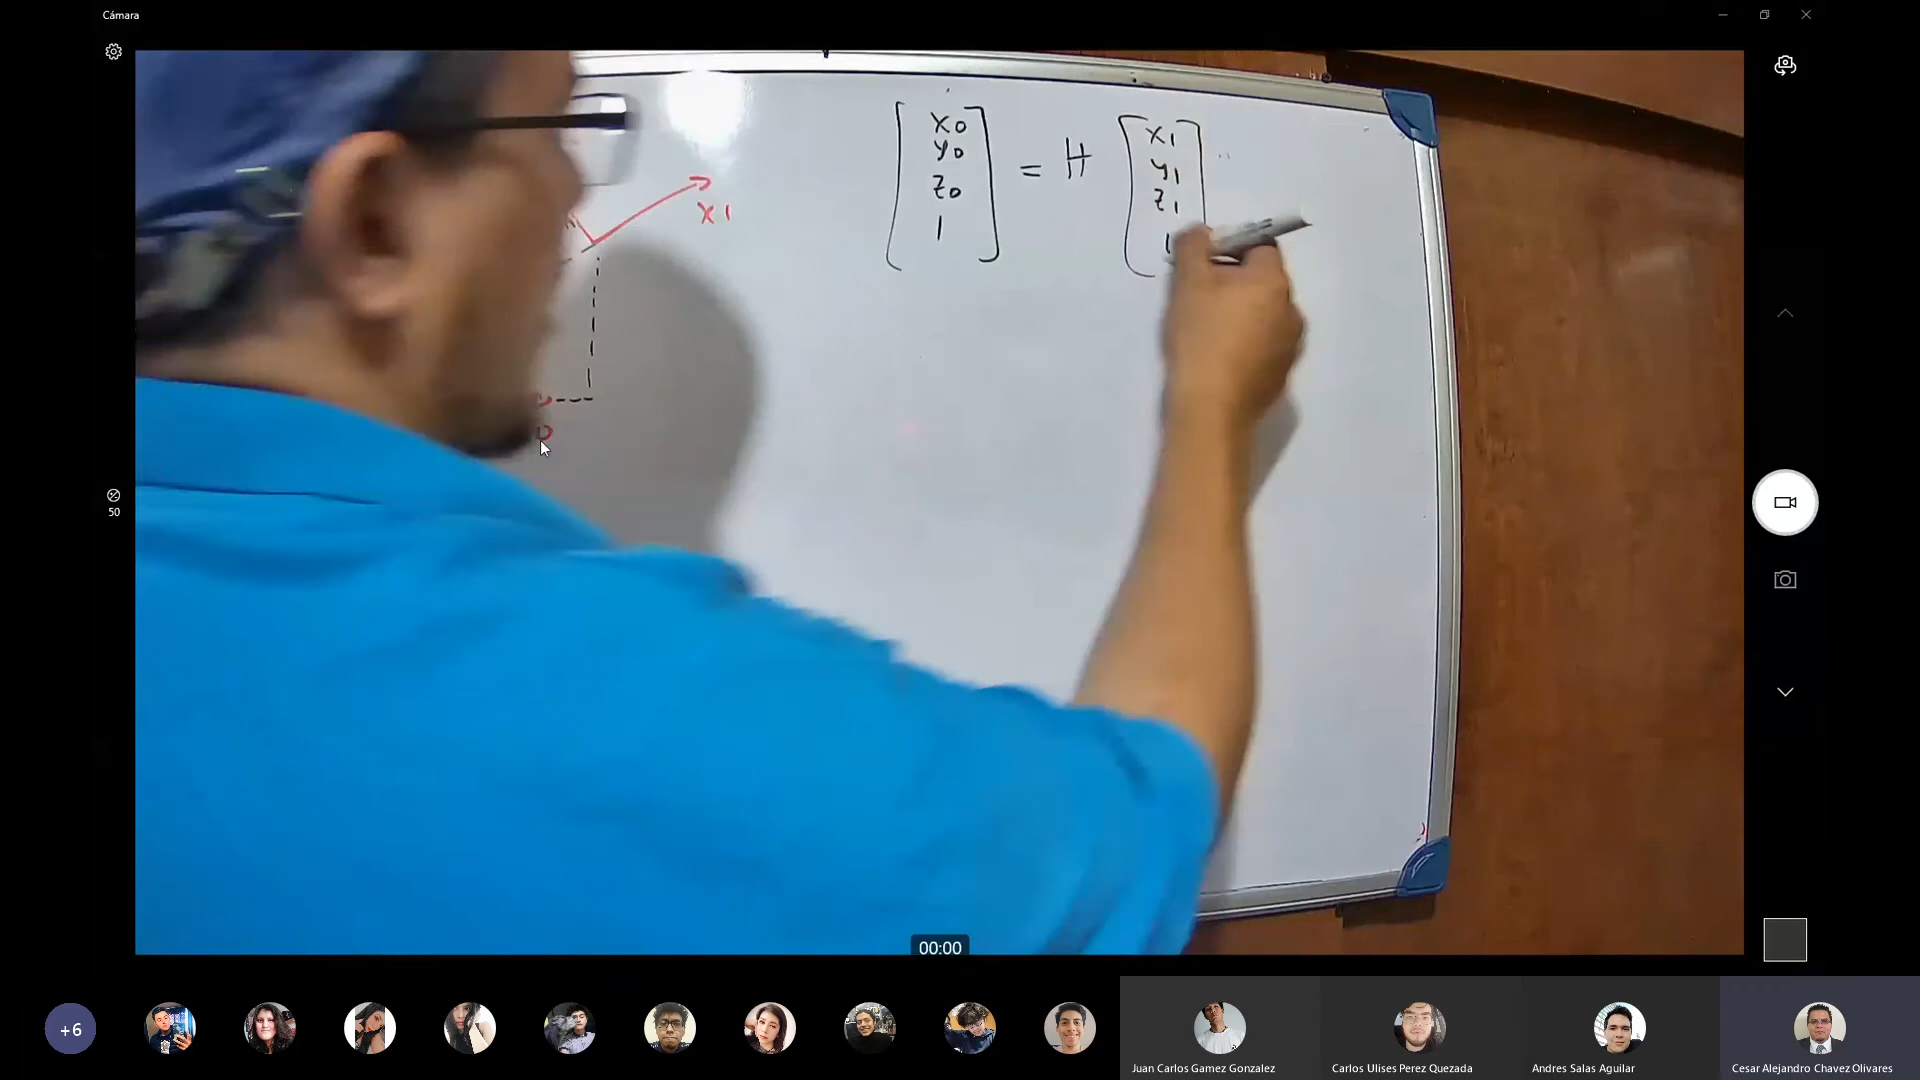 Cámara
x0
y0
z0
1
= H
x1
y1
z1
1
x1
50
00:00
+6
Juan Carlos Gamez Gonzalez
Carlos Ulises Perez Quezada
Andres Salas Aguilar
Cesar Alejandro Chavez Olivares